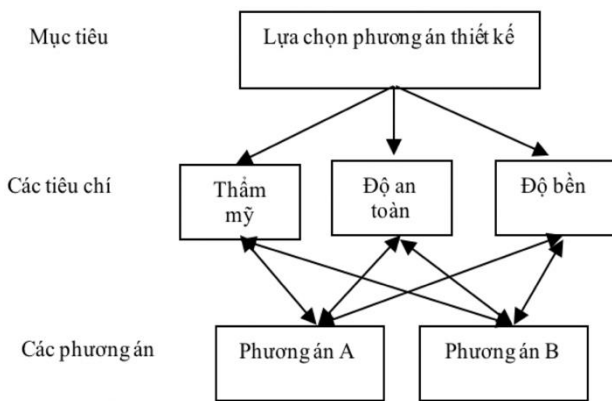 Mục tiêu
Lựa chọn phương án thiết kế
Các tiêu chí
Thẩm
mỹ
Độ an
toàn
Độ bền
Các phương án
Phương án A
Phương án B